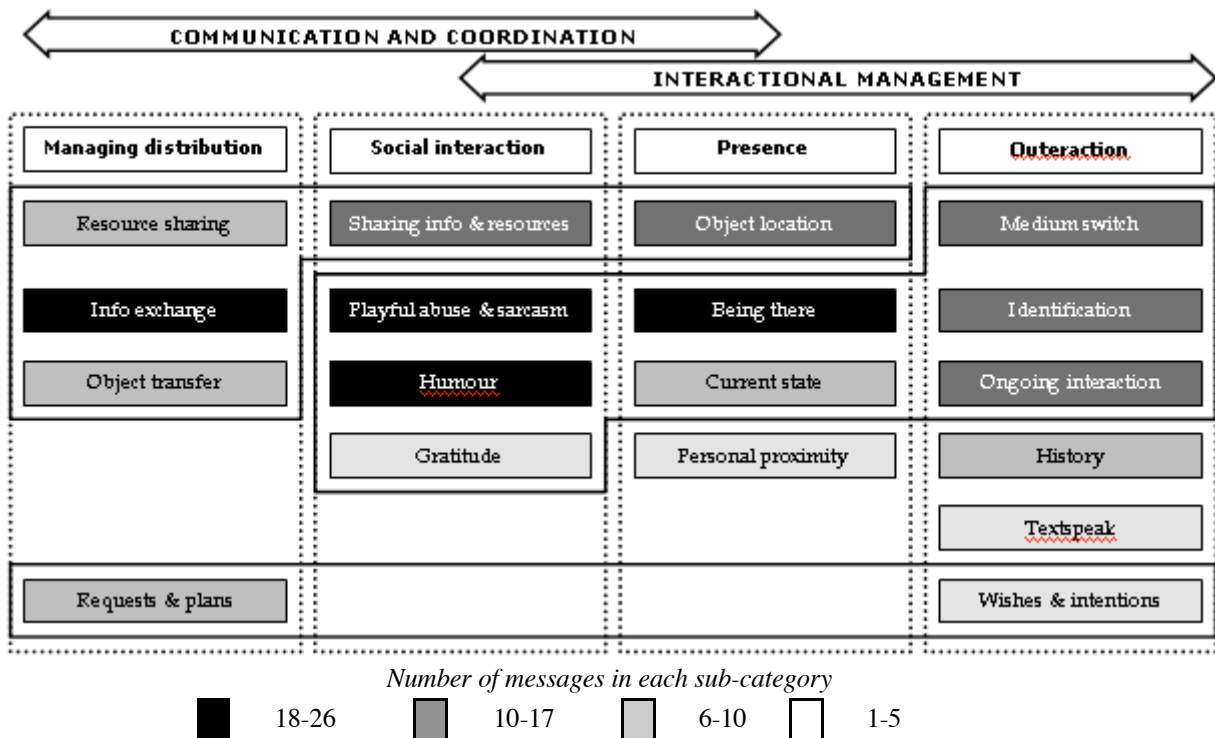 COMMUNICATION AND COORDINATION
INTERACTIONAL MANAGEMENT
Managing distribution
Social interaction
Presence
Outeraction
Resource sharing
Sharing info & resources
Object location
Medium switch
Info exchange
Playful abuse & sarcasm
Being there
Identification
Object transfer
Humour
Current state
Ongoing interaction
Gratitude
Personal proximity
History
Textspeak
Requests & plans
Wishes & intentions
Number of messages in each sub-category
18-26
10-17
6-10
1-5